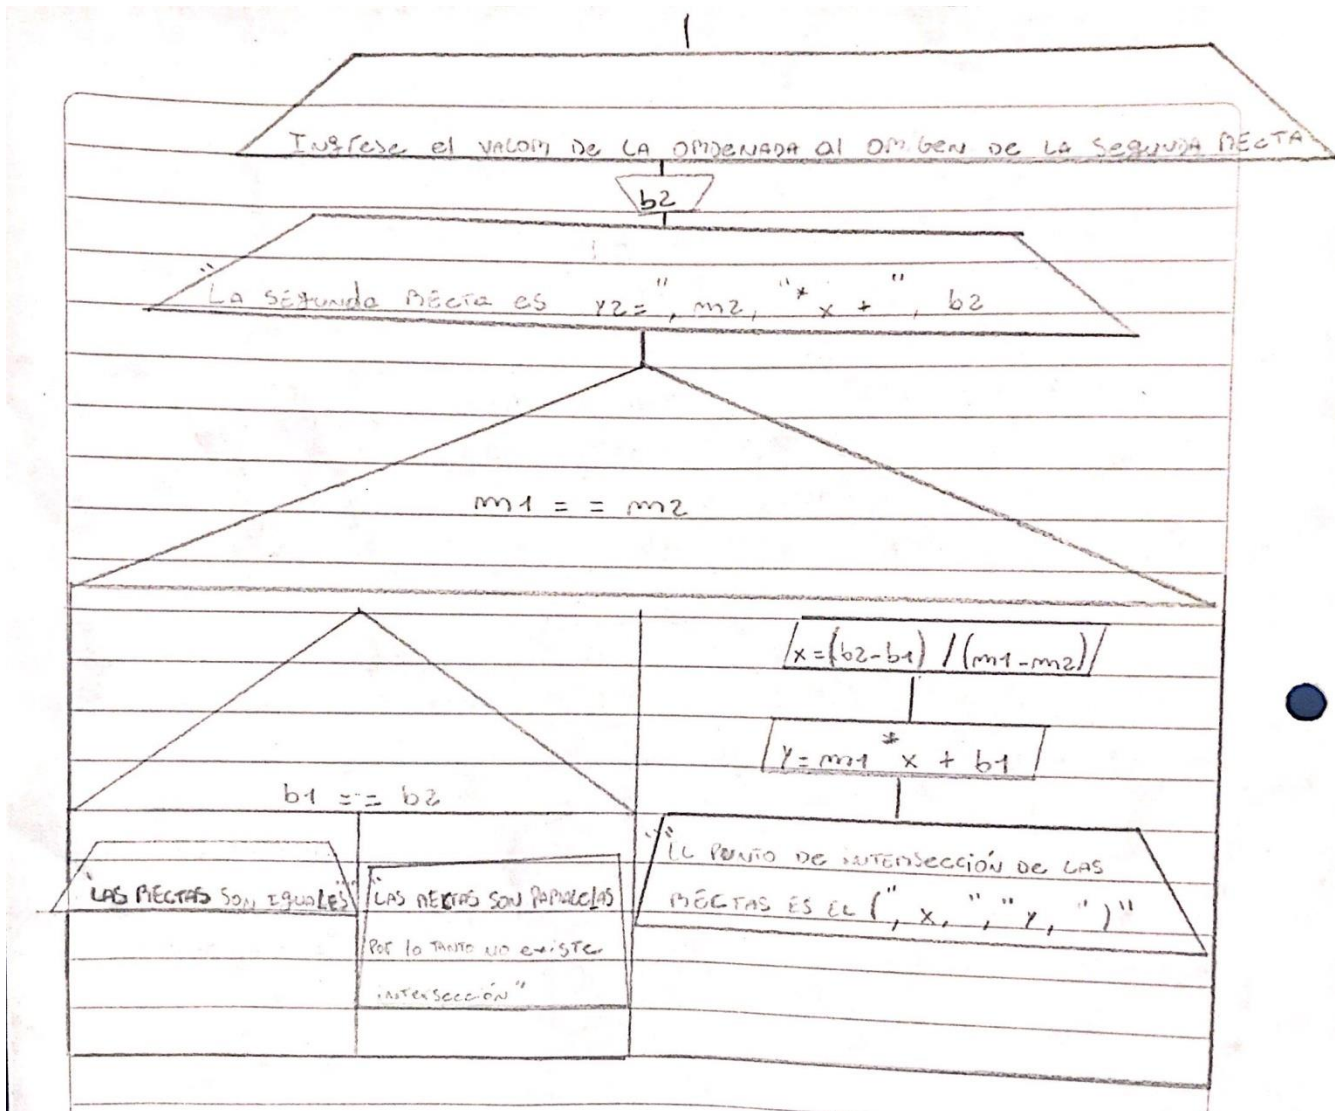 Ingrese el VALOR De LA ORDENADA al ORIGEN DE LA Segunda RECTA
b2
"La Segunda RECTA es Y2=", m2, "* x + ", b2
m1 = = m2
x=(b2-b1) / (m1-m2)
Y = m1 * x + b1
b1 == b2
"LAS RECTAS SON IGUALES"
"LAS RECTAS SON PARALELAS
POR lo TANTO NO existe
intersección"
"EL PUNTO DE INTERSECCIÓN DE LAS
RECTAS ES EL (", x, ",", Y, ")"